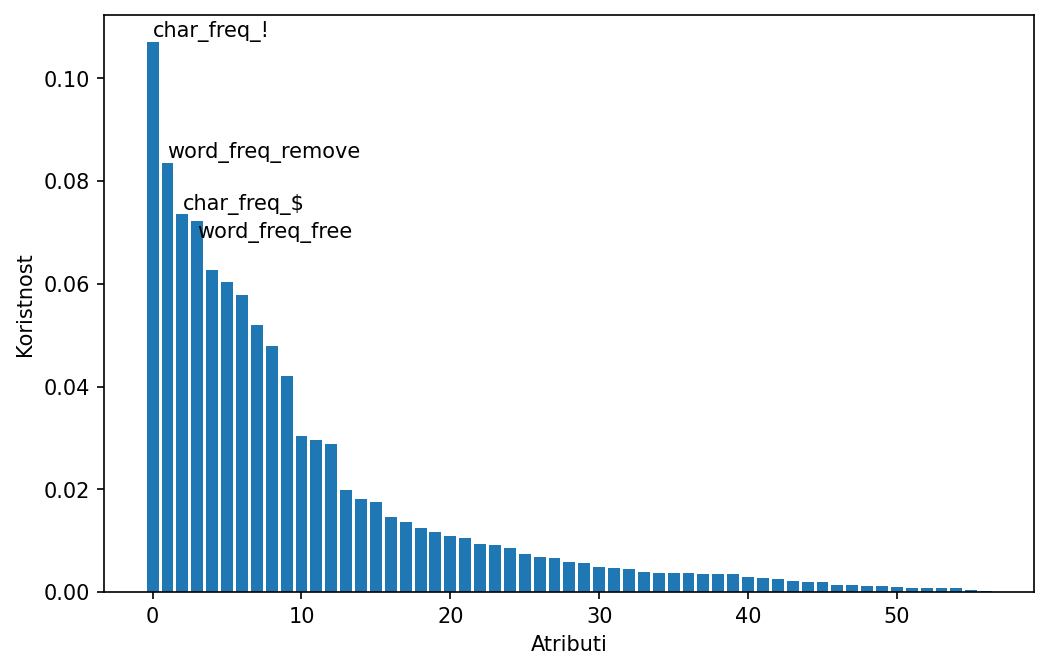 char_freq_!
word_freq_remove
char_freq_$
word_freq_free
0.10
0.08
0.06
0.04
0.02
0.00
Koristnost
0 10 20 30 40 50
Atributi